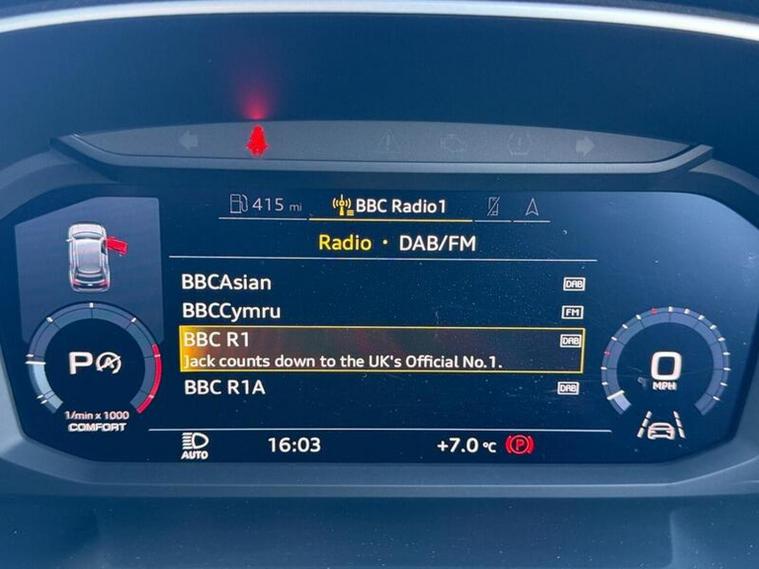 415 mi
BBC Radio1
Radio • DAB/FM
BBCAsian DAB
BBCCymru FM
BBC R1 DAB
Jack counts down to the UK's Official No.1.
BBC R1A DAB
P
1/min x 1000
COMFORT
0
MPH
AUTO
16:03
+7.0 °C
P